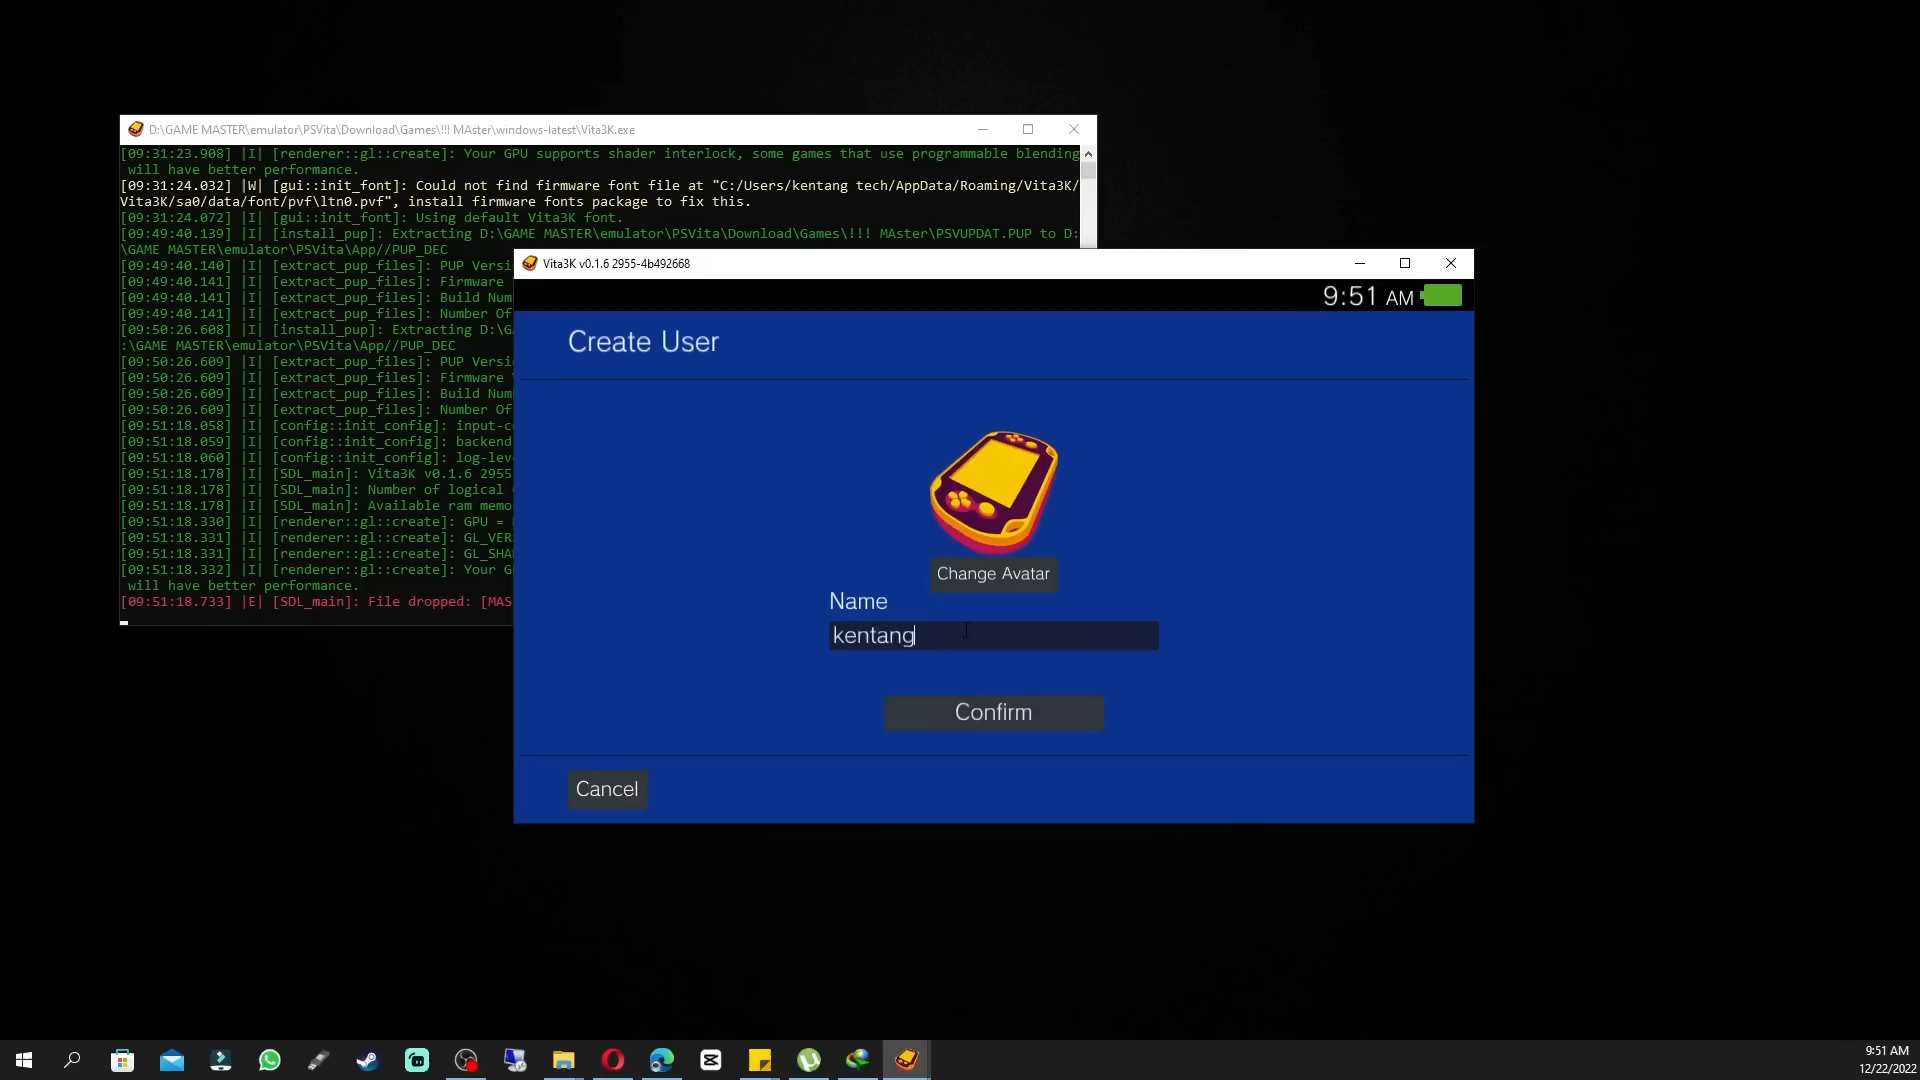 D:\GAME MASTER\emulator\PSVita\Download\Games\!!! MAster\windows-latest\Vita3K.exe
[09:31:23.908] |I| [renderer::gl::create]: Your GPU supports shader interlock, some games that use programmable blending
will have better performance.
[09:31:24.032] |W| [gui::init_font]: Could not find firmware font file at "C:/Users/kentang tech/AppData/Roaming/Vita3K/
Vita3K/sa0/data/font/pvf\ltn0.pvf", install firmware fonts package to fix this.
[09:31:24.072] |I| [gui::init_font]: Using default Vita3K font.
[09:49:40.139] |I| [install_pup]: Extracting D:\GAME MASTER\emulator\PSVita\Download\Games\!!! MAster\PSVUPDAT.PUP to D:
\GAME MASTER\emulator\PSVita\App//PUP_DEC
[09:49:40.140] |I| [extract_pup_files]: PUP Versi
[09:49:40.141] |I| [extract_pup_files]: Firmware
[09:49:40.141] |I| [extract_pup_files]: Build Num
[09:49:40.141] |I| [extract_pup_files]: Number Of
[09:50:26.608] |I| [install_pup]: Extracting D:\G
:\GAME MASTER\emulator\PSVita\App//PUP_DEC
[09:50:26.609] |I| [extract_pup_files]: PUP Versi
[09:50:26.609] |I| [extract_pup_files]: Firmware
[09:50:26.609] |I| [extract_pup_files]: Build Num
[09:50:26.609] |I| [extract_pup_files]: Number Of
[09:51:18.058] |I| [config::init_config]: input-c
[09:51:18.059] |I| [config::init_config]: backend
[09:51:18.060] |I| [config::init_config]: log-lev
[09:51:18.178] |I| [SDL_main]: Vita3K v0.1.6 2955
[09:51:18.178] |I| [SDL_main]: Number of logical
[09:51:18.178] |I| [SDL_main]: Available ram memo
[09:51:18.330] |I| [renderer::gl::create]: GPU =
[09:51:18.331] |I| [renderer::gl::create]: GL_VER
[09:51:18.331] |I| [renderer::gl::create]: GL_SHA
[09:51:18.332] |I| [renderer::gl::create]: Your G
will have better performance.
[09:51:18.733] |E| [SDL_main]: File dropped: [MAS
Vita3K v0.1.6 2955-4b492668
9:51 AM
Create User
Change Avatar
Name
kentang
Confirm
Cancel
9:51 AM
12/22/2022